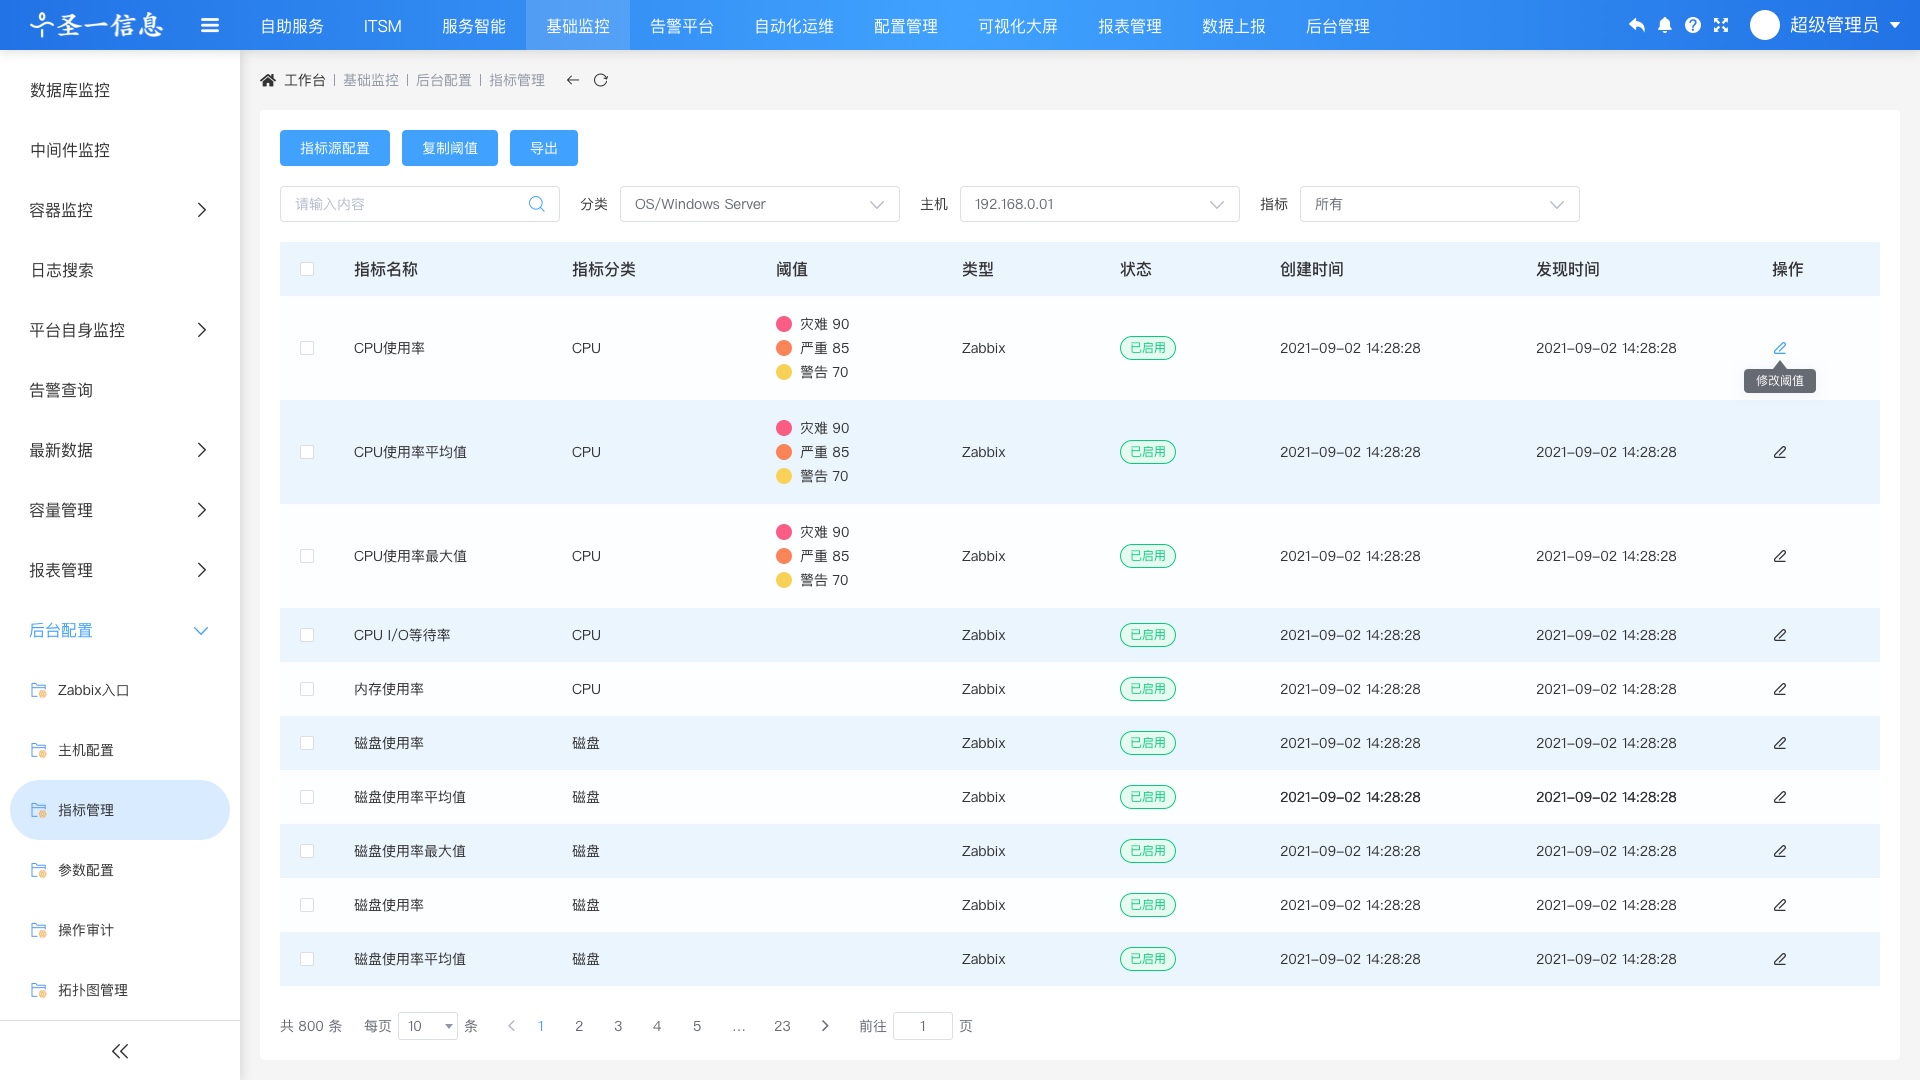 圣一信息
自助服务 ITSM 服务智能 基础监控 告警平台 自动化运维 配置管理 可视化大屏 报表管理 数据上报 后台管理
超级管理员
数据库监控
中间件监控
容器监控
日志搜索
平台自身监控
告警查询
最新数据
容量管理
报表管理
后台配置
Zabbix入口
主机配置
指标管理
参数配置
操作审计
拓扑图管理
工作台 | 基础监控 | 后台配置 | 指标管理
指标源配置 复制阈值 导出
请输入内容 分类 OS/Windows Server 主机 192.168.0.01 指标 所有
指标名称 指标分类 阈值 类型 状态 创建时间 发现时间 操作
灾难 90
CPU使用率 CPU 严重 85 Zabbix 已启用 2021-09-02 14:28:28 2021-09-02 14:28:28
警告 70
修改阈值
灾难 90
CPU使用率平均值 CPU 严重 85 Zabbix 已启用 2021-09-02 14:28:28 2021-09-02 14:28:28
警告 70
灾难 90
CPU使用率最大值 CPU 严重 85 Zabbix 已启用 2021-09-02 14:28:28 2021-09-02 14:28:28
警告 70
CPU I/O等待率 CPU Zabbix 已启用 2021-09-02 14:28:28 2021-09-02 14:28:28
内存使用率 CPU Zabbix 已启用 2021-09-02 14:28:28 2021-09-02 14:28:28
磁盘使用率 磁盘 Zabbix 已启用 2021-09-02 14:28:28 2021-09-02 14:28:28
磁盘使用率平均值 磁盘 Zabbix 已启用 2021-09-02 14:28:28 2021-09-02 14:28:28
磁盘使用率最大值 磁盘 Zabbix 已启用 2021-09-02 14:28:28 2021-09-02 14:28:28
磁盘使用率 磁盘 Zabbix 已启用 2021-09-02 14:28:28 2021-09-02 14:28:28
磁盘使用率平均值 磁盘 Zabbix 已启用 2021-09-02 14:28:28 2021-09-02 14:28:28
共 800 条 每页 10 条 1 2 3 4 5 ... 23 前往 1 页